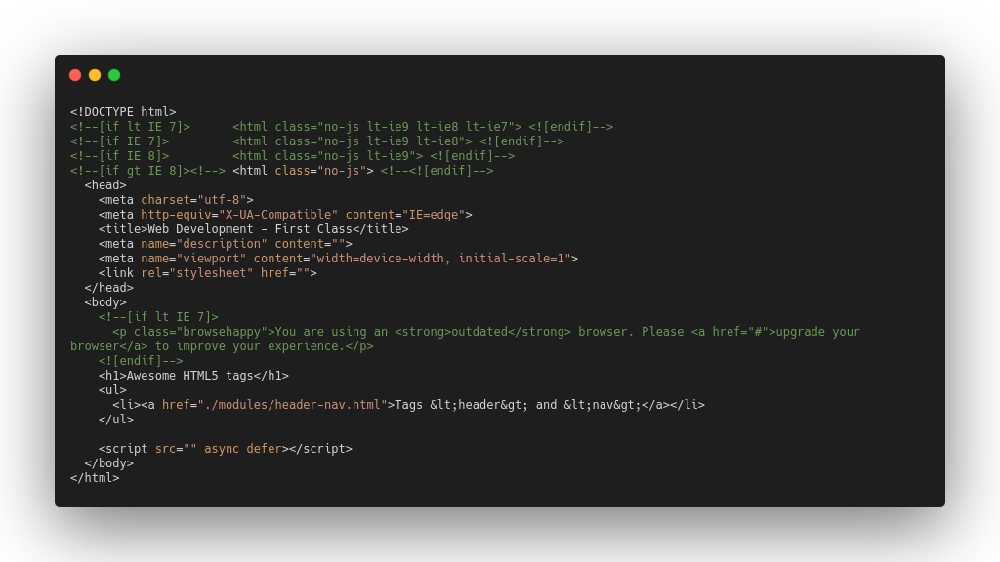 <!DOCTYPE html>
<!--[if lt IE 7]>      <html class="no-js lt-ie9 lt-ie8 lt-ie7"> <![endif]-->
<!--[if IE 7]>         <html class="no-js lt-ie9 lt-ie8"> <![endif]-->
<!--[if IE 8]>         <html class="no-js lt-ie9"> <![endif]-->
<!--[if gt IE 8]><!--> <html class="no-js"> <!--<![endif]-->
  <head>
    <meta charset="utf-8">
    <meta http-equiv="X-UA-Compatible" content="IE=edge">
    <title>Web Development - First Class</title>
    <meta name="description" content="">
    <meta name="viewport" content="width=device-width, initial-scale=1">
    <link rel="stylesheet" href="">
  </head>
  <body>
    <!--[if lt IE 7]>
      <p class="browsehappy">You are using an <strong>outdated</strong> browser. Please <a href="#">upgrade your
browser</a> to improve your experience.</p>
    <![endif]-->
    <h1>Awesome HTML5 tags</h1>
    <ul>
      <li><a href="./modules/header-nav.html">Tags &lt;header&gt; and &lt;nav&gt;</a></li>
    </ul>

    <script src="" async defer></script>
  </body>
</html>